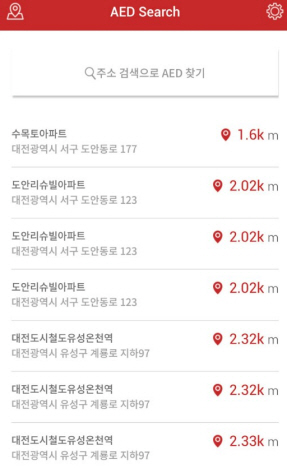 AED Search
주소 검색으로 AED 찾기
수목토아파트
1.6k m
대전광역시 서구 도안동로 177
도안리슈빌아파트
2.02k m
대전광역시 서구 도안동로 123
도안리슈빌아파트
2.02k m
대전광역시 서구 도안동로 123
도안리슈빌아파트
2.02k m
대전광역시 서구 도안동로 123
대전도시철도유성온천역
2.32k m
대전광역시 유성구 계룡로 지하97
대전도시철도유성온천역
2.32k m
대전광역시 유성구 계룡로 지하97
대전도시철도유성온천역
2.33k m
대전광역시 유성구 계룡로 지하97